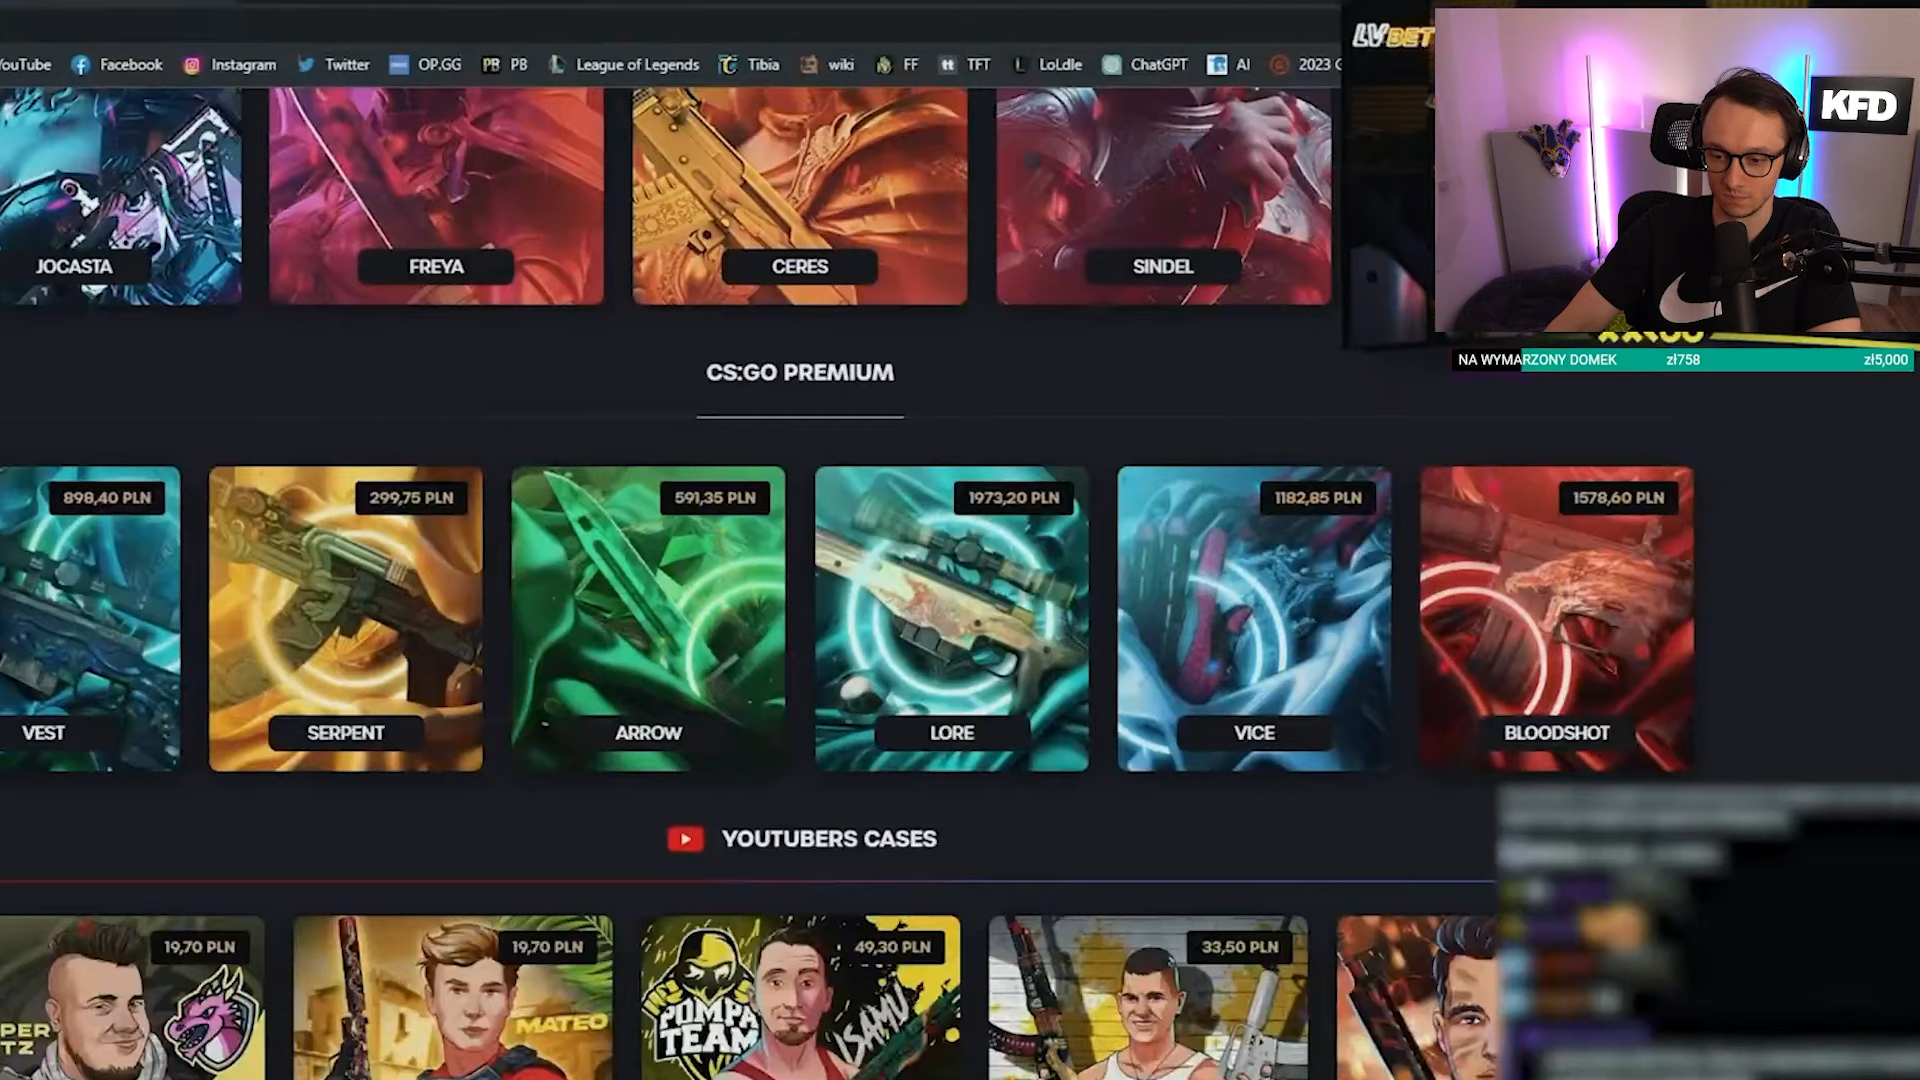 YouTube Facebook Instagram Twitter OP.GG PB PB League of Legends Tibia wiki FF tt TFT L LoLdle ChatGPT AI 2023
LVBET
KFD
JOCASTA FREYA CERES SINDEL
NA WYMARZONY DOMEK zł758 zł5,000
CS:GO PREMIUM
898,40 PLN 299,75 PLN 591,35 PLN 1973,20 PLN 1182,85 PLN 1578,60 PLN
VEST SERPENT ARROW LORE VICE BLOODSHOT
YOUTUBERS CASES
19,70 PLN 19,70 PLN 49,30 PLN 33,50 PLN
MATEO
POMPA
TEAM
ISAMU